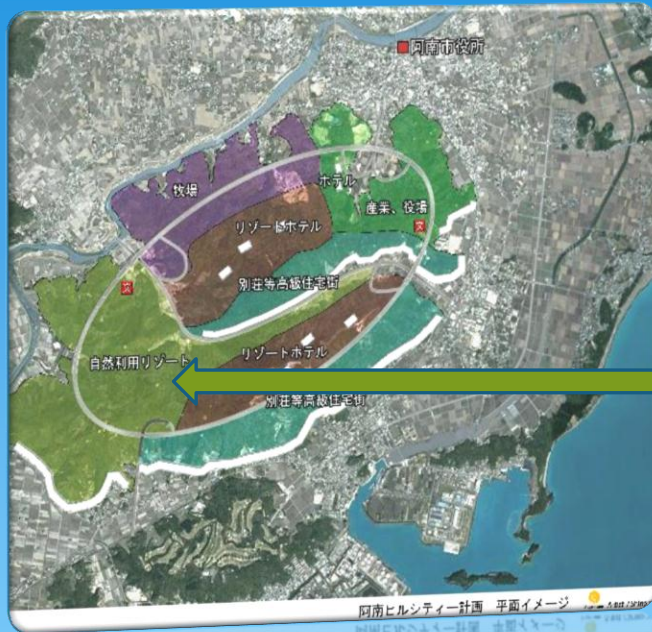 阿南市役所
牧場
ホテル
産業、役場
文
リゾートホテル
別荘等高級住宅街
文
自然利用リゾート
リゾートホテル
別荘等高級住宅街
阿南ヒルシティー計画　平面イメージ